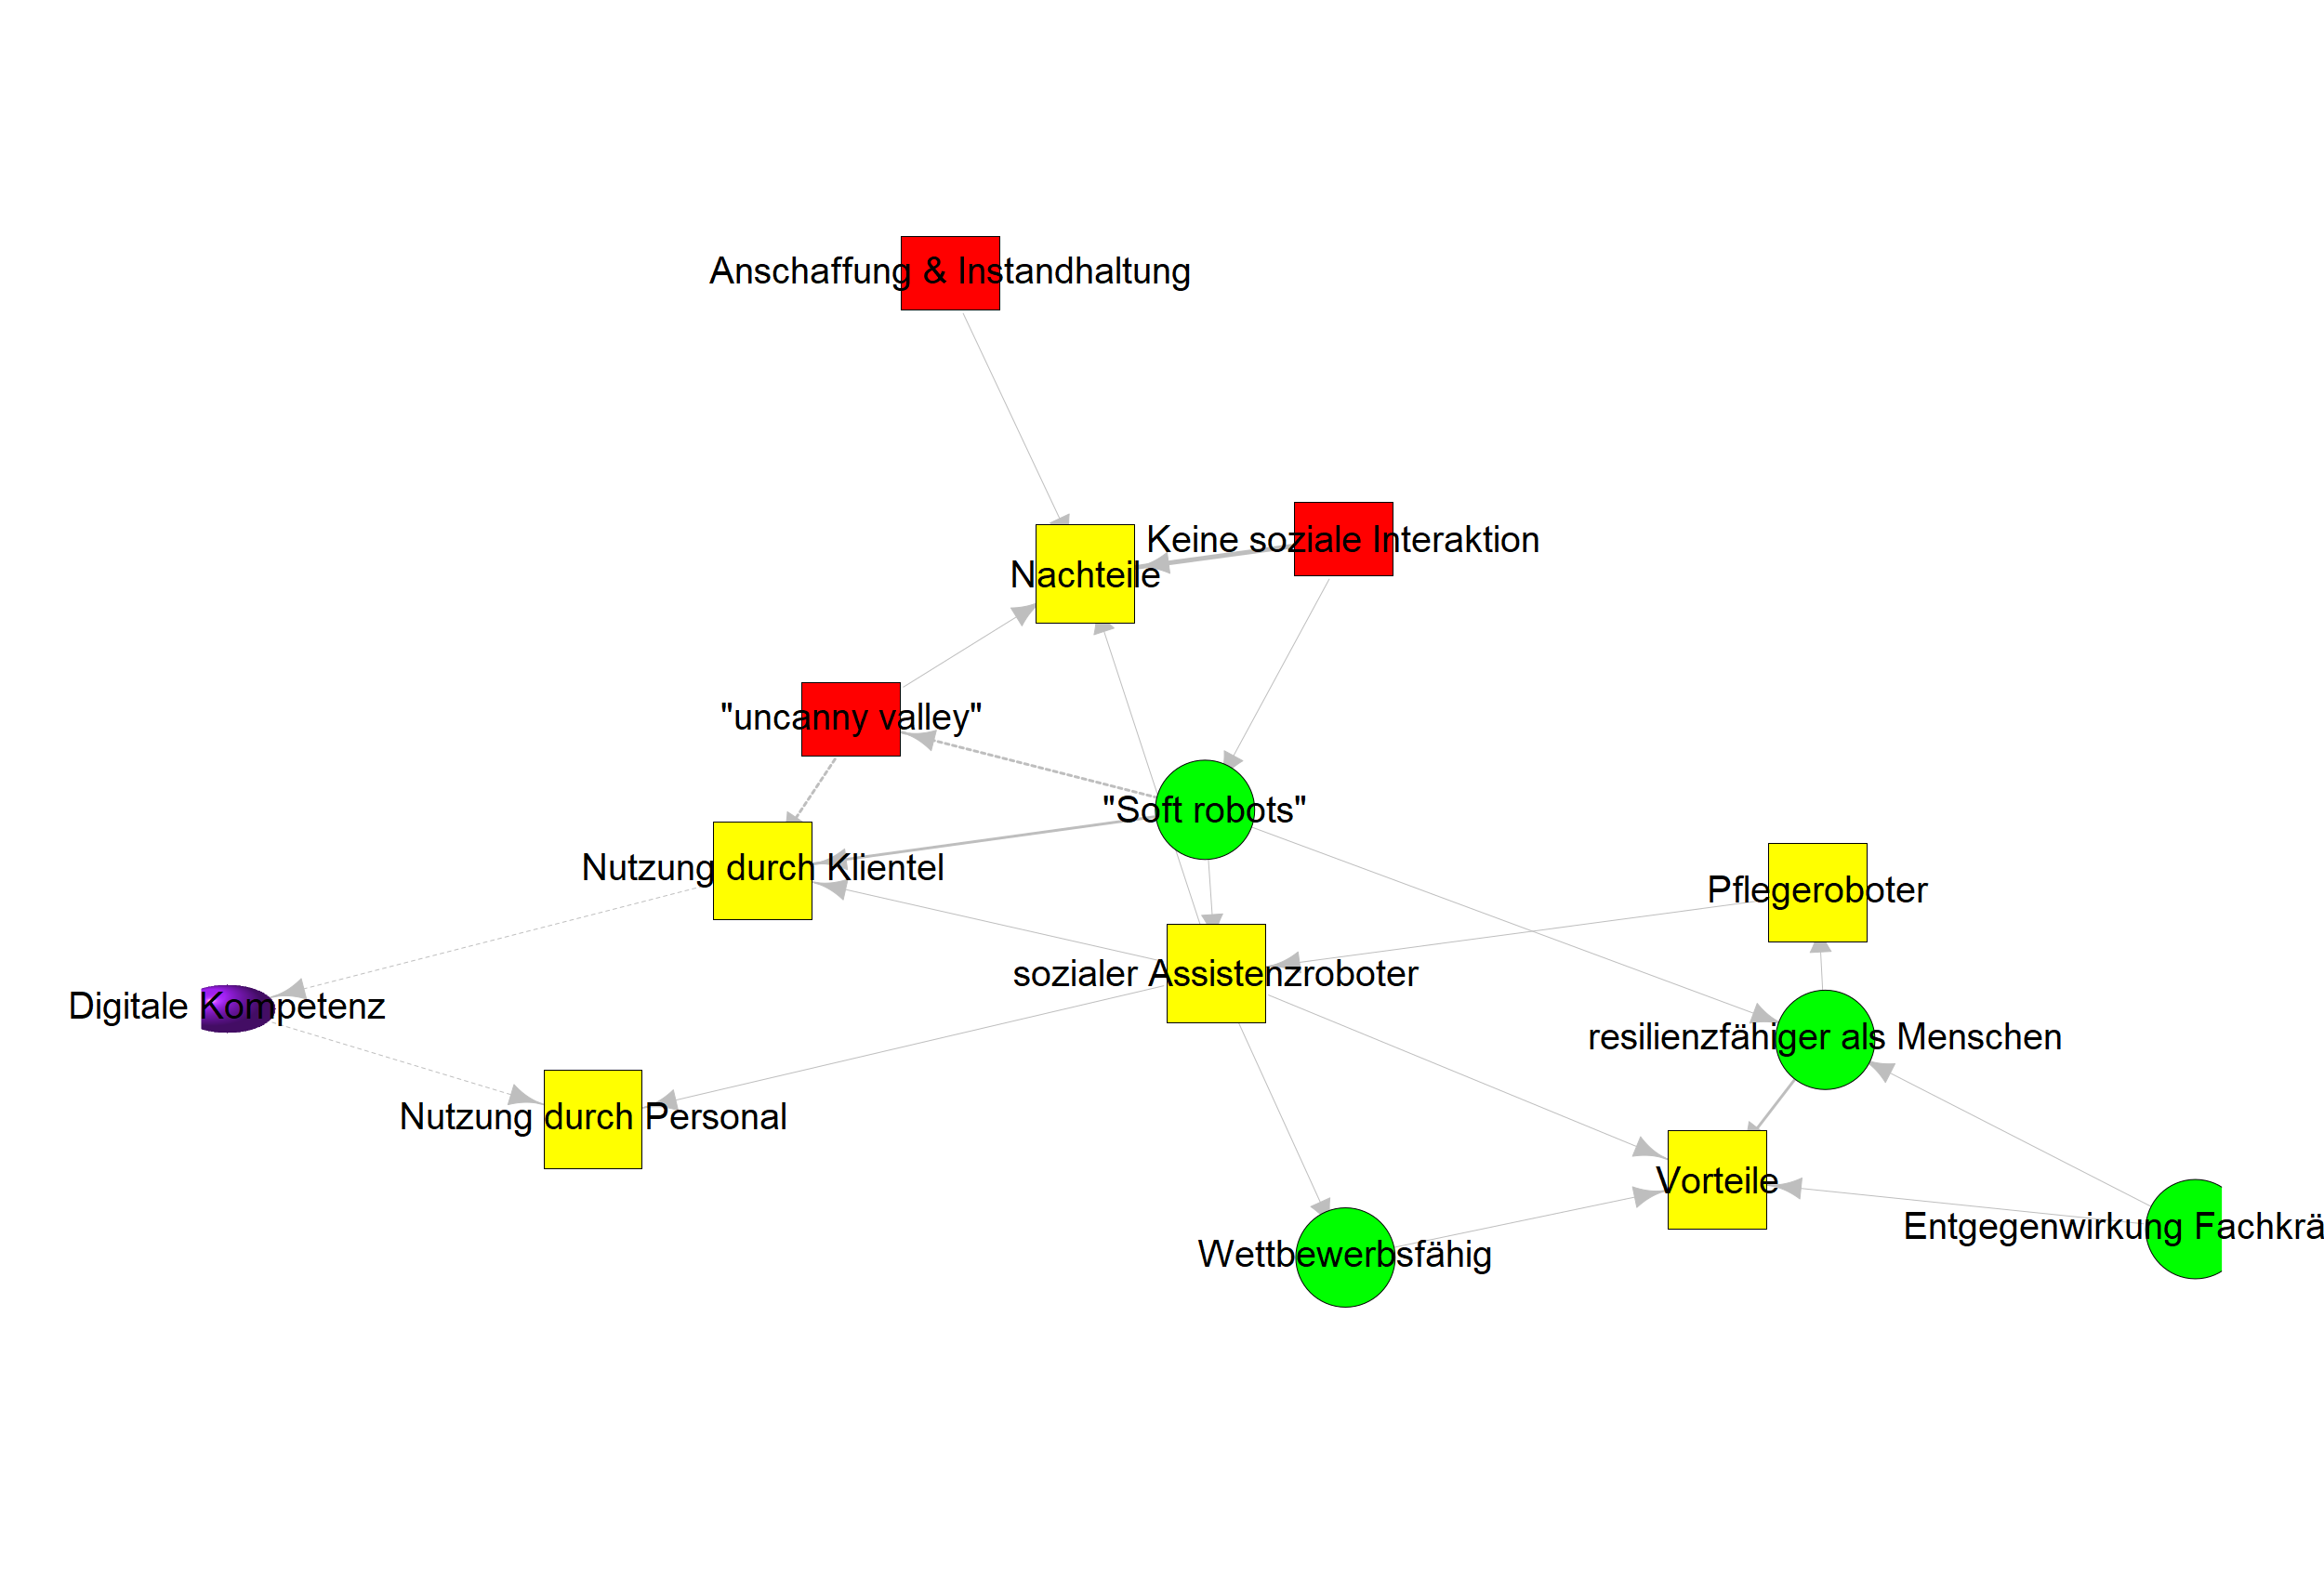 Anschaffung & Instandhaltung
Keine soziale Interaktion
Nachteile
"uncanny valley"
"Soft robots"
Nutzung durch Klientel
Pflegeroboter
sozialer Assistenzroboter
Digitale Kompetenz
resilienzfähiger als Menschen
Nutzung durch Personal
Vorteile
Entgegenwirkung Fachkrä
Wettbewerbsfähig